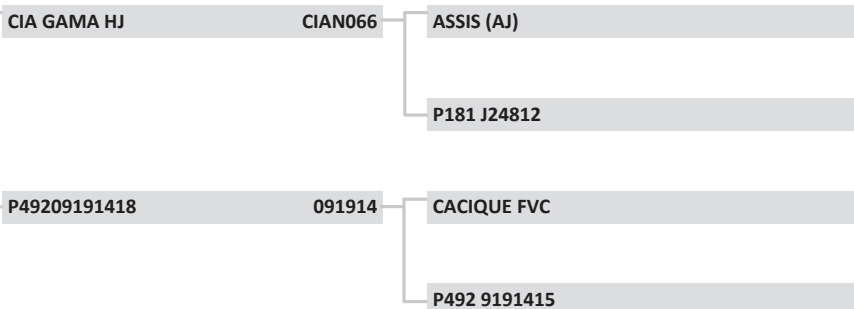 CIA GAMA HJ CIAN066
ASSIS (AJ)
P181 J24812
P49209191418 091914
CACIQUE FVC
P492 9191415